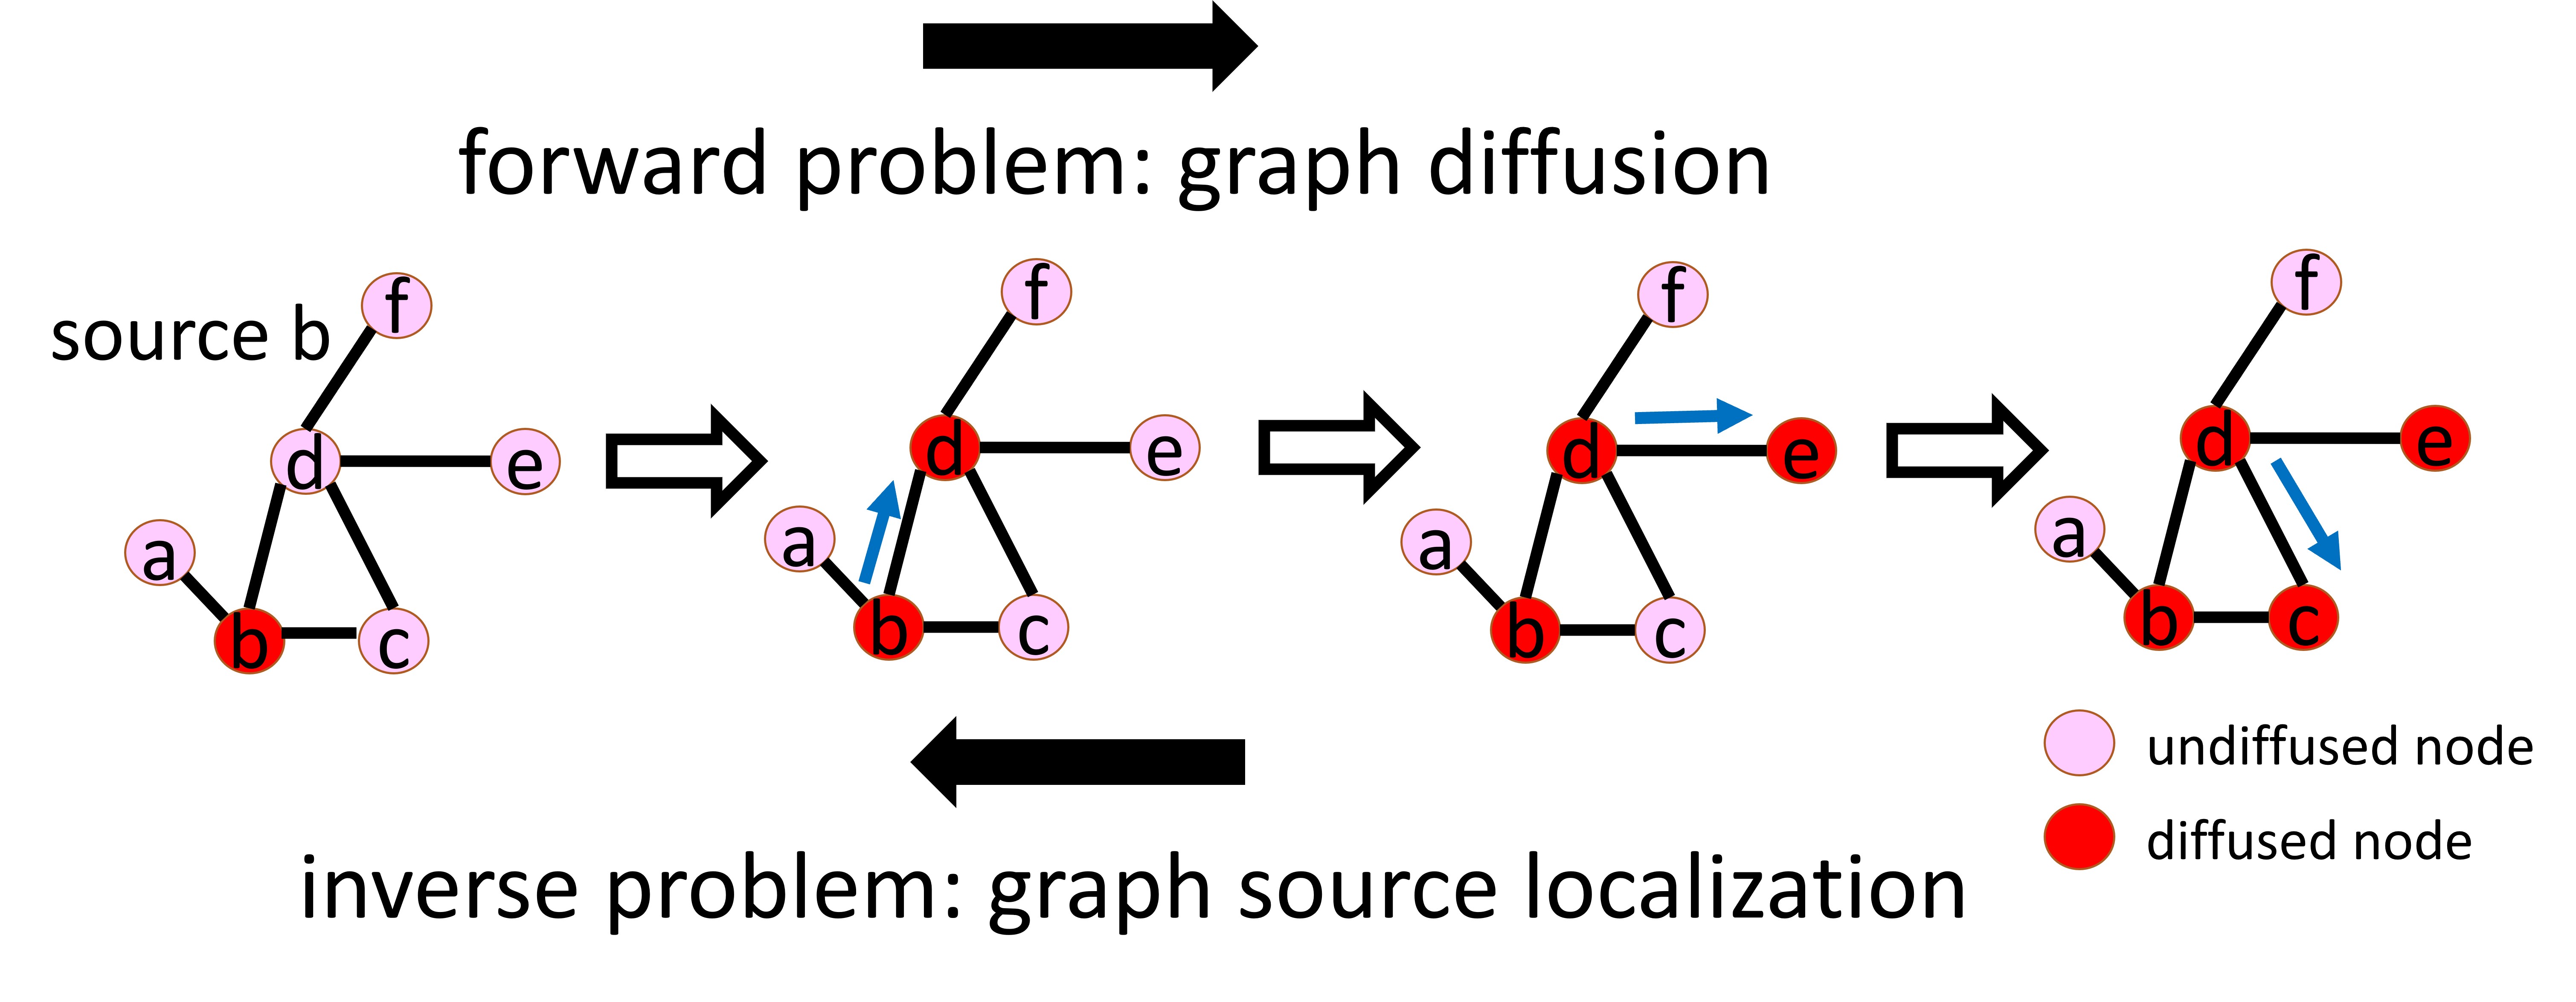 forward problem: graph diffusion
source b
f
d
e
a
b
c
f
d
e
a
b
c
f
d
e
a
b
c
f
d
e
a
b
c
undiffused node
diffused node
inverse problem: graph source localization